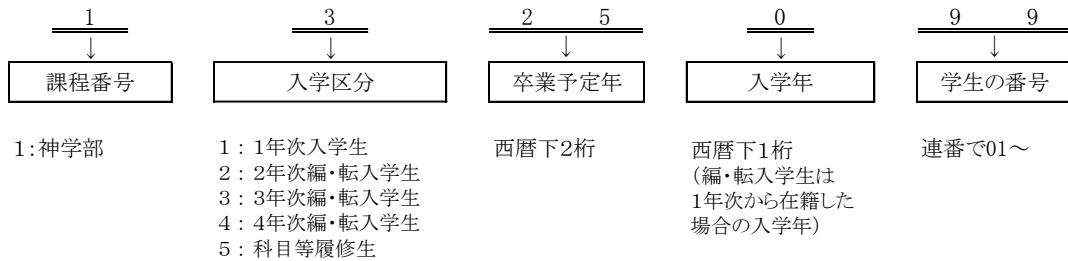 1 3 2 5 0 9 9
↓ ↓ ↓ ↓ ↓
課程番号 入学区分 卒業予定年 入学年 学生の番号
1:神学部
1：1年次入学生
2：2年次編・転入学生
3：3年次編・転入学生
4：4年次編・転入学生
5：科目等履修生
西暦下2桁
西暦下1桁
（編・転入学生は
1年次から在籍した
場合の入学年）
連番で01～